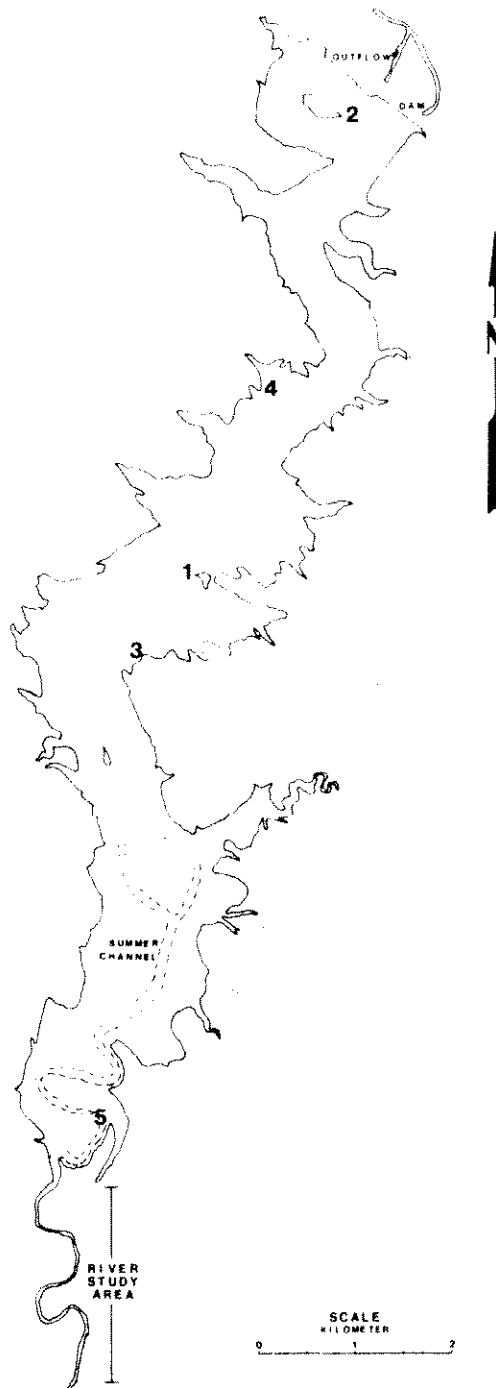 OUTFLOW
DAM
2
N
4
1
3
SUMMER
CHANNEL
5
RIVER
STUDY
AREA
SCALE
KILOMETER
0 1 2